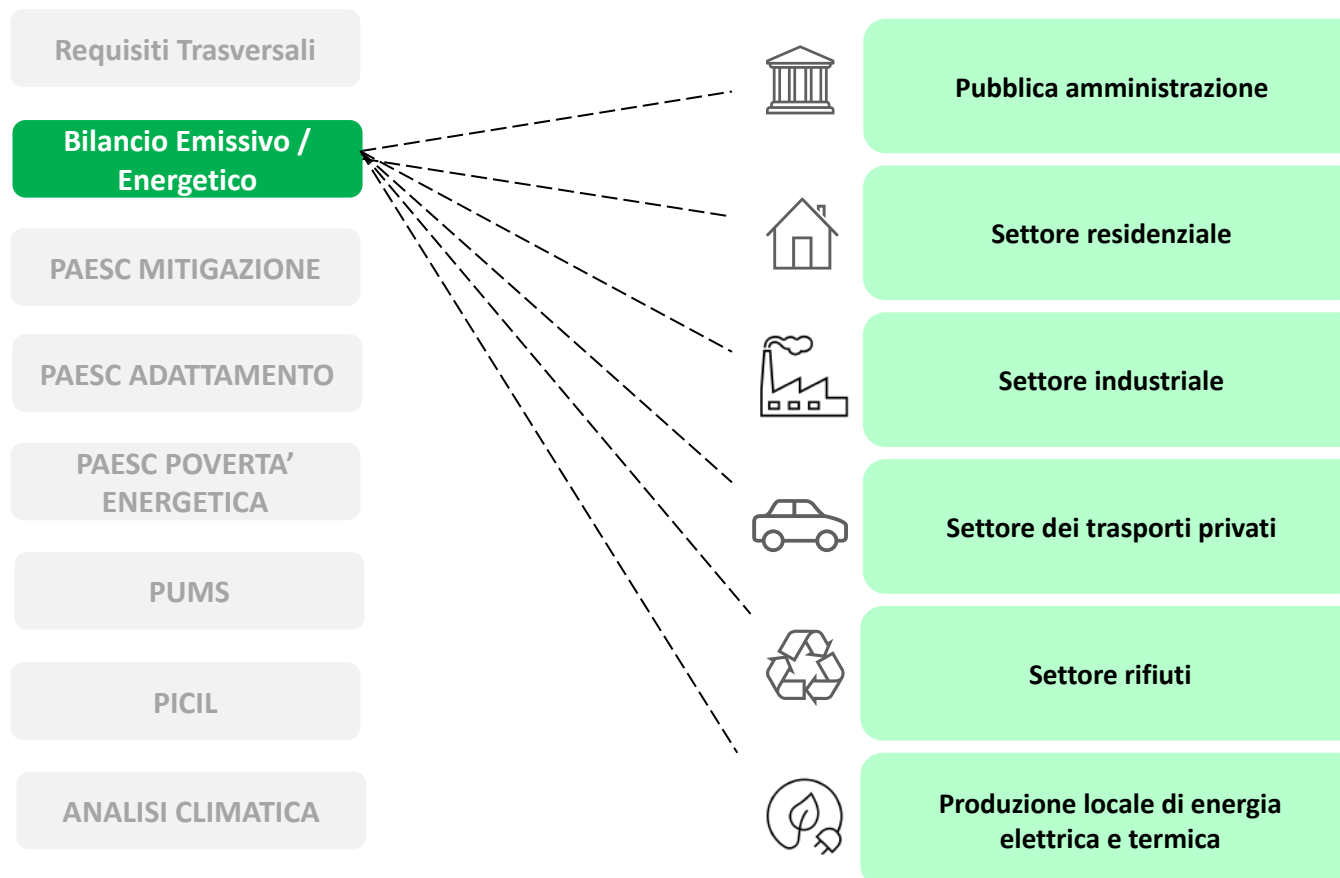 Requisiti Trasversali
Bilancio Emissivo /
Energetico
PAESC MITIGAZIONE
PAESC ADATTAMENTO
PAESC POVERTA’
ENERGETICA
PUMS
PICIL
ANALISI CLIMATICA
Pubblica amministrazione
Settore residenziale
Settore industriale
Settore dei trasporti privati
Settore rifiuti
Produzione locale di energia
elettrica e termica